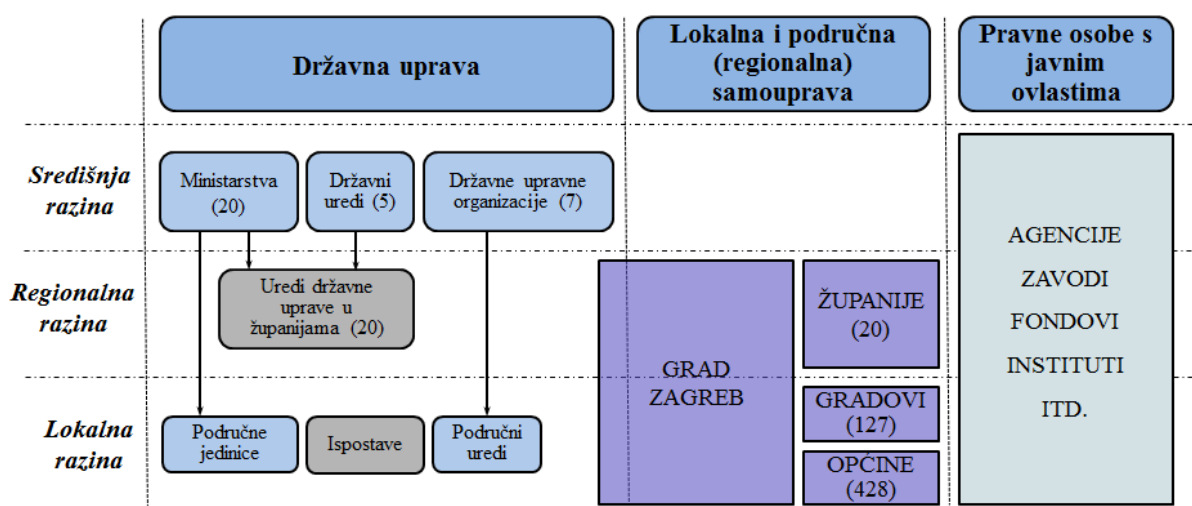 Državna uprava
Lokalna i područna
(regionalna)
samouprava
Pravne osobe s
javnim
ovlastima
Središnja
razina
Ministarstva
(20)
Državni
uredi (5)
Državne upravne
organizacije (7)
Regionalna
razina
Uredi državne
uprave u
županijama (20)
Lokalna
razina
Područne
jedinice
Ispostave
Područni
uredi
GRAD
ZAGREB
ŽUPANIJE
(20)
GRADOVI
(127)
OPĆINE
(428)
AGENCIJE
ZAVODI
FONDOVI
INSTITUTI
ITD.